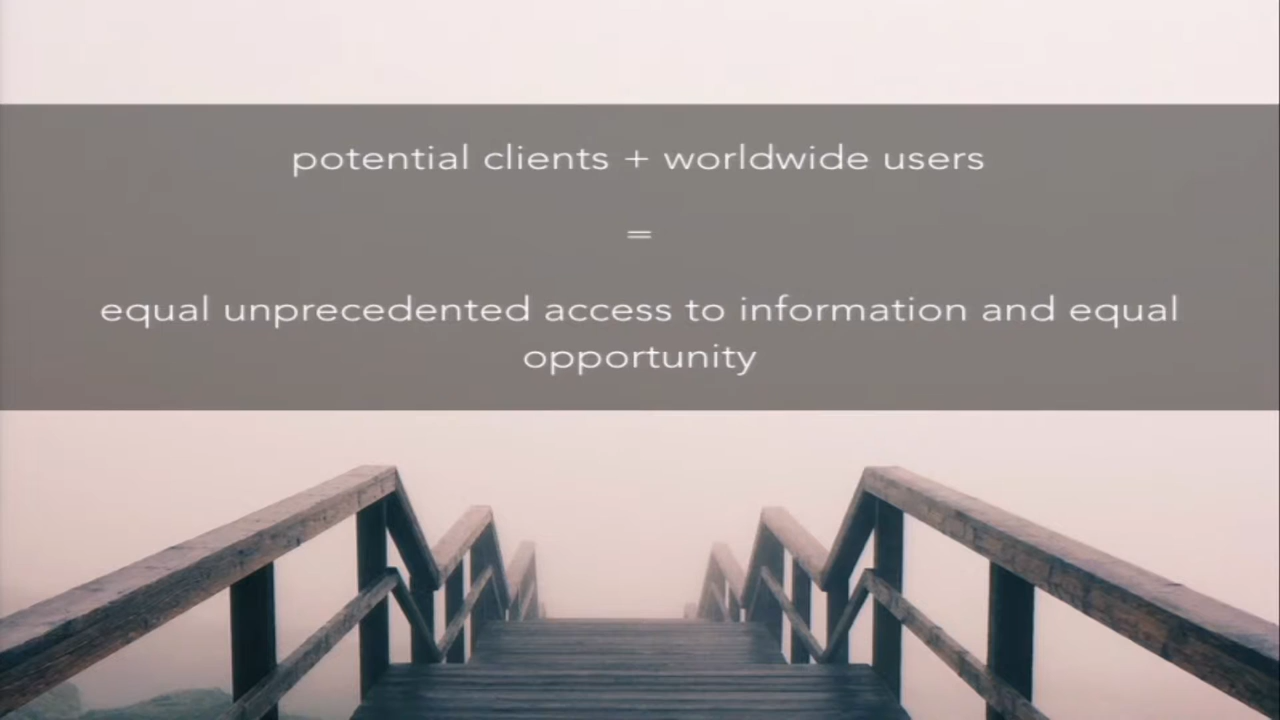 potential clients + worldwide users
=
equal unprecedented access to information and equal
opportunity